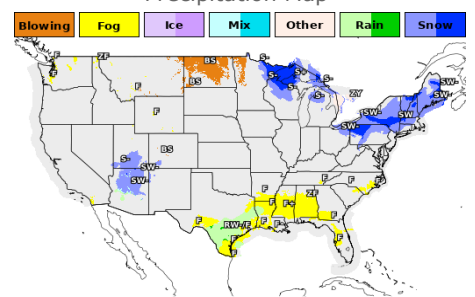 Precipitation Map
Blowing Fog Ice Mix Other Rain Snow
F ZF BS S- S+ S-
F BS S- S- SW-
F S- ZY SW-
F SW- SW
BS SW-
S- SW-
SW- F F F
F ZF
F F+
F RW-/F F F- F
F F
F